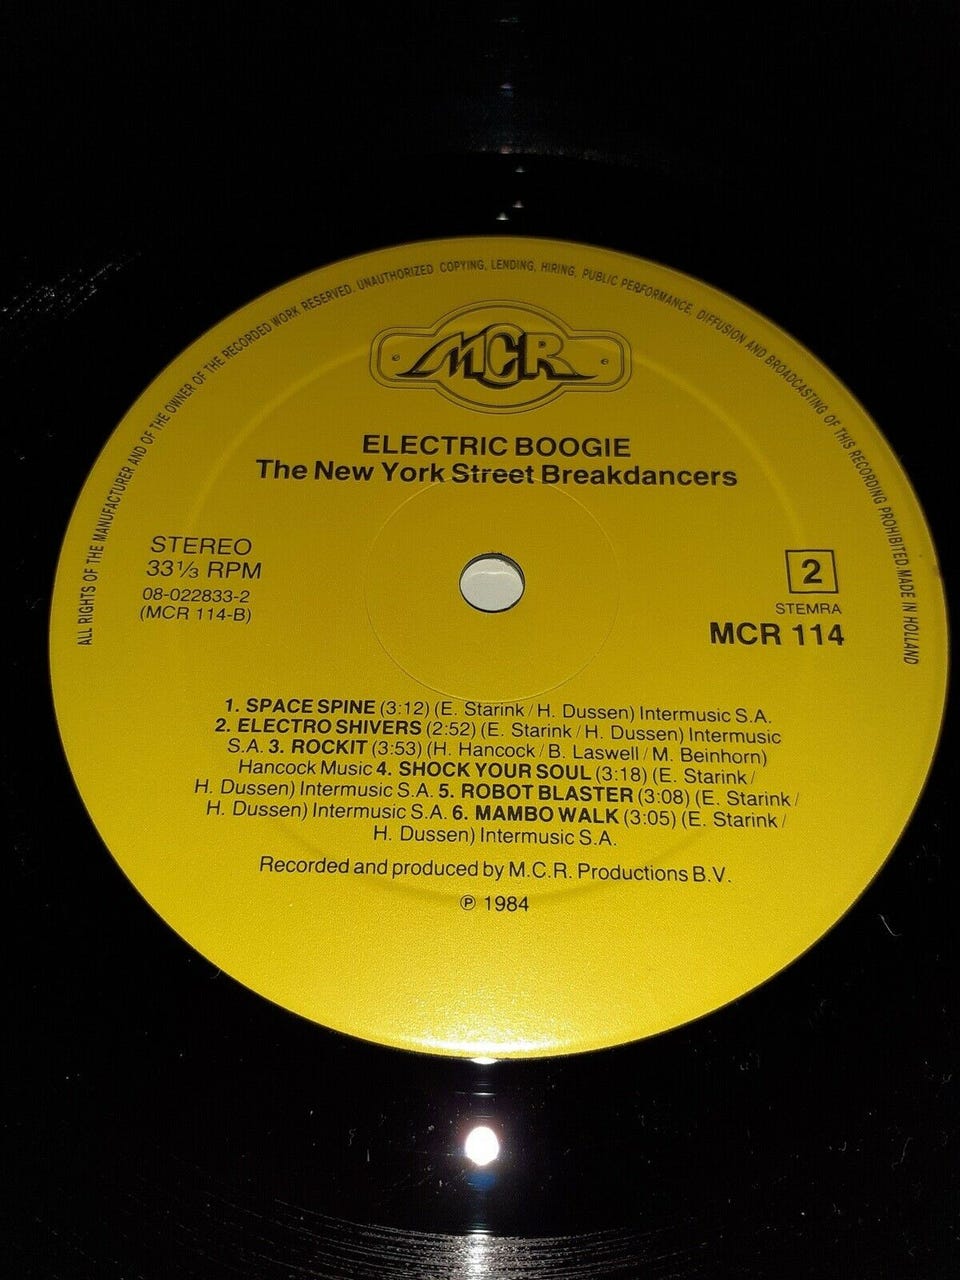 ALL RIGHTS OF THE MANUFACTURER AND OF THE OWNER OF THE RECORDED WORK RESERVED. UNAUTHORIZED COPYING, LENDING, HIRING, PUBLIC PERFORMANCE, DIFFUSION AND BROADCASTING OF THIS RECORDING PROHIBITED. MADE IN HOLLAND
MCR
ELECTRIC BOOGIE
The New York Street Breakdancers
STEREO
33⅓ RPM
08-022833-2
(MCR 114-B)
2
STEMRA
MCR 114
1. SPACE SPINE (3:12) (E. Starink / H. Dussen) Intermusic S.A.
2. ELECTRO SHIVERS (2:52) (E. Starink / H. Dussen) Intermusic
S.A. 3. ROCKIT (3:53) (H. Hancock / B. Laswell / M. Beinhorn)
Hancock Music 4. SHOCK YOUR SOUL (3:18) (E. Starink /
H. Dussen) Intermusic S.A. 5. ROBOT BLASTER (3:08) (E. Starink /
H. Dussen) Intermusic S.A. 6. MAMBO WALK (3:05) (E. Starink /
H. Dussen) Intermusic S.A.
Recorded and produced by M.C.R. Productions B.V.
℗ 1984